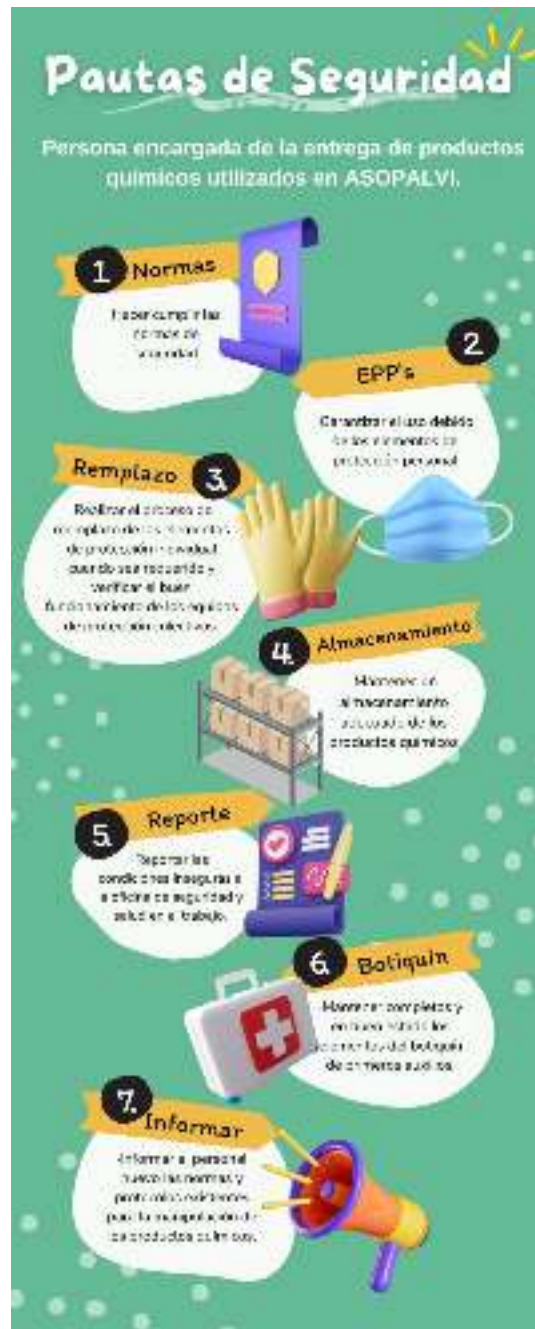 Pautas de Seguridad
Persona encargada de la entrega de productos
químicos utilizados en ASOPALVI.
1 Normas
Hacer cumplir las
normas de
seguridad
2.
EPP's
Garantizar el uso debido
de los elementos de
protección personal
Remplazo 3.
Realizar el proceso de
remplazo de los elementos
de protección individual
cuando sea requerido y
verificar el buen
funcionamiento de los equipos
de protección colectivos.
4. Almacenamiento
Mantener un
almacenamiento
adecuado de los
productos químicos
5. Reporte
Reportar las
condiciones inseguras a
la oficina de seguridad y
salud en el trabajo.
6. Botiquín
Mantener completos y
en buen estado los
elementos del botiquín
de primeros auxilios.
7. Informar
Informar al personal
nuevo las normas y
protocolos existentes
para la manipulación de
los productos químicos.